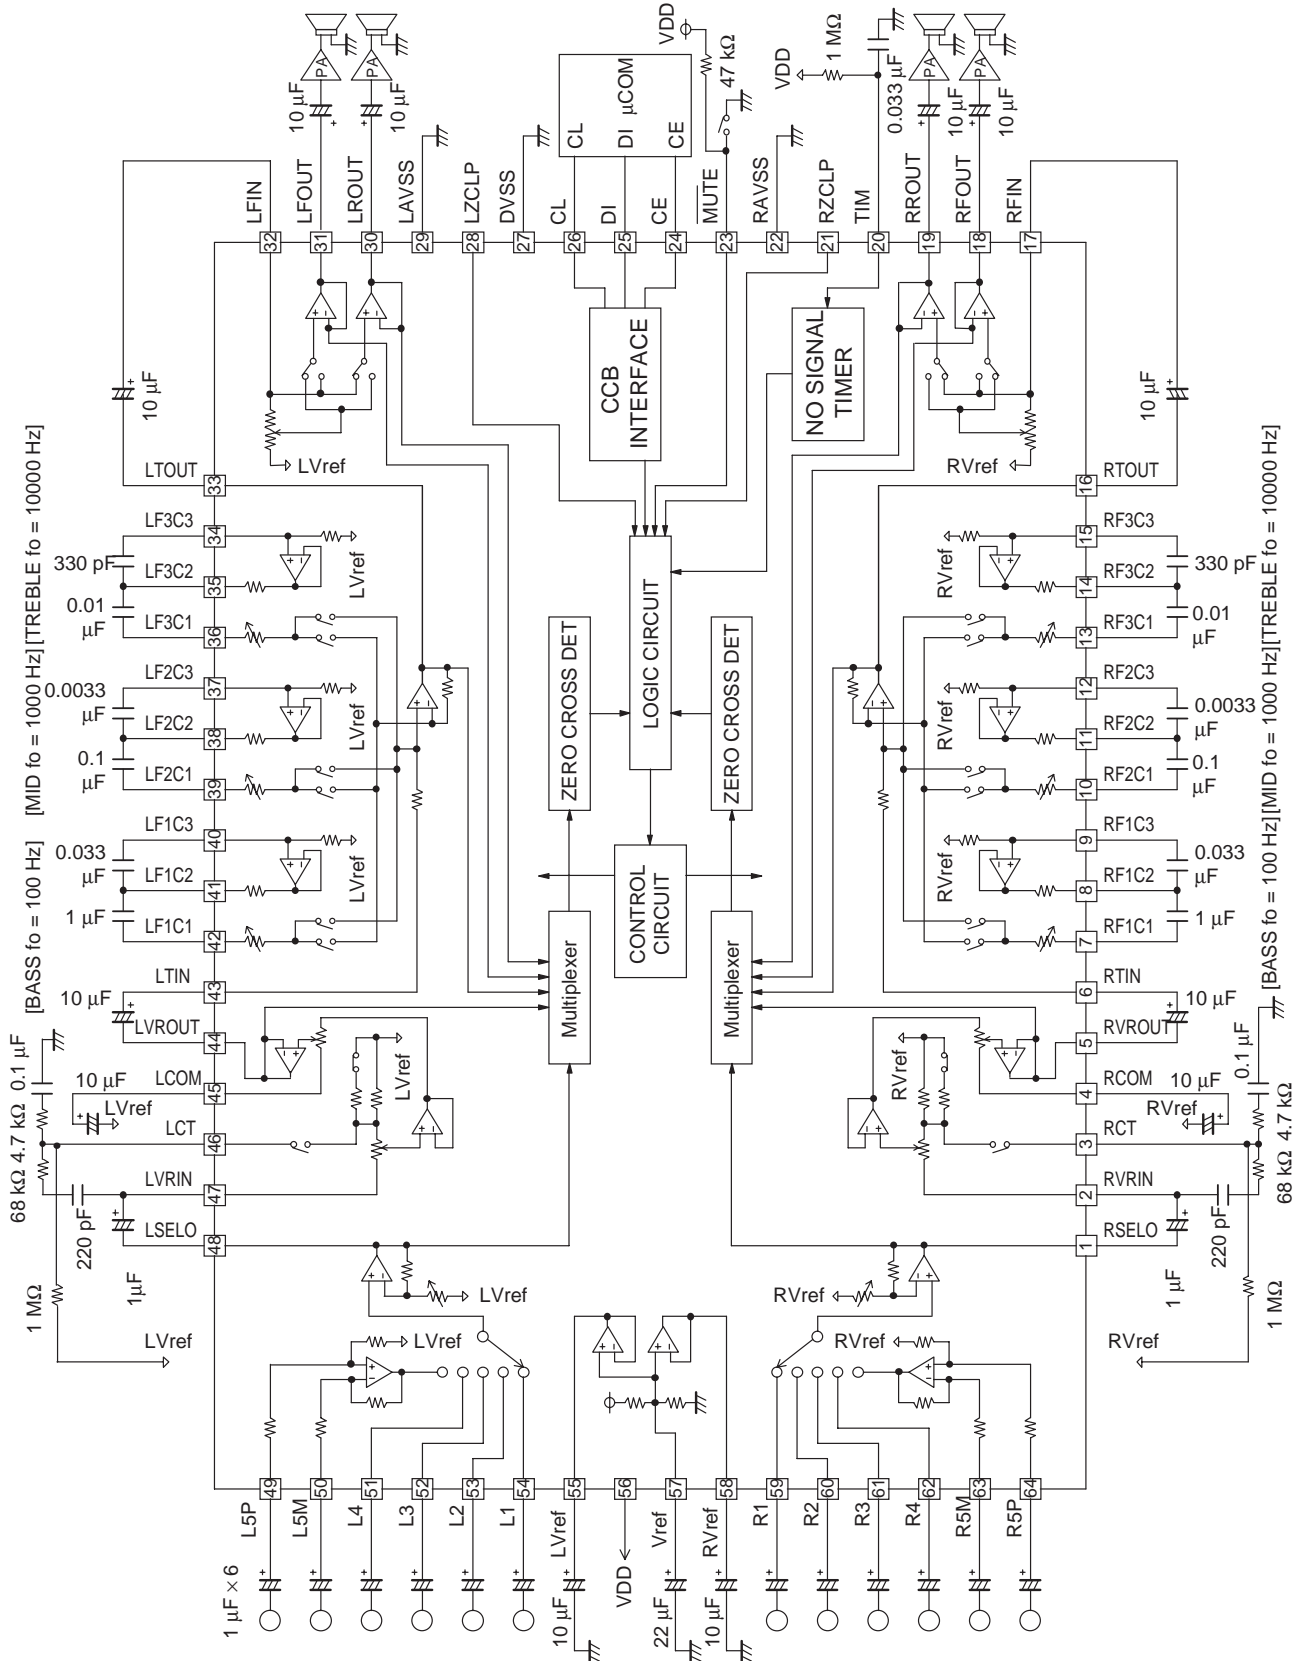 PA
PA
PA
PA
10 µF
10 µF
VDD
47 kΩ
CL
DI
CE
µCOM
VDD
1 MΩ
0.033 µF
10 µF
10 µF
LFIN
LFOUT
LROUT
LAVSS
LZCLP
DVSS
CL
DI
CE
MUTE
RAVSS
RZCLP
TIM
RROUT
RFOUT
RFIN
32
31
30
29
28
27
26
25
24
23
22
21
20
19
18
17
10 µF
CCB
INTERFACE
NO SIGNAL
TIMER
10 µF
LVref
RVref
[BASS fo = 100 Hz]
[MID fo = 1000 Hz][TREBLE fo = 10000 Hz]
[BASS fo = 100 Hz][MID fo = 1000 Hz][TREBLE fo = 10000 Hz]
LTOUT
33
16
RTOUT
LF3C3
34
15
RF3C3
330 pF
LVref
RVref
330 pF
LF3C2
35
14
RF3C2
0.01
µF
0.01
µF
LF3C1
36
13
RF3C1
LF2C3
37
12
RF2C3
0.0033
µF
LVref
RVref
0.0033
µF
LF2C2
38
11
RF2C2
0.1
µF
0.1
µF
LF2C1
39
10
RF2C1
LF1C3
40
9
RF1C3
0.033
µF
LVref
RVref
0.033
µF
LF1C2
41
8
RF1C2
1 µF
1 µF
LF1C1
42
7
RF1C1
ZERO CROSS DET
LOGIC CIRCUIT
ZERO CROSS DET
Multiplexer
CONTROL
CIRCUIT
Multiplexer
LTIN
43
6
RTIN
10 µF
10 µF
LVROUT
44
5
RVROUT
0.1 µF
0.1 µF
LCOM
45
4
RCOM
10 µF
LVref
LVref
RVref
10 µF
RVref
4.7 kΩ
4.7 kΩ
LCT
46
3
RCT
68 kΩ
68 kΩ
LVRIN
47
2
RVRIN
220 pF
220 pF
LSELO
48
1
RSELO
1µF
1 µF
1 MΩ
1 MΩ
LVref
RVref
LVref
RVref
LVref
RVref
49
50
51
52
53
54
55
56
57
58
59
60
61
62
63
64
L5P
L5M
L4
L3
L2
L1
LVref
VDD
Vref
RVref
R1
R2
R3
R4
R5M
R5P
1 µF × 6
10 µF
22 µF
10 µF